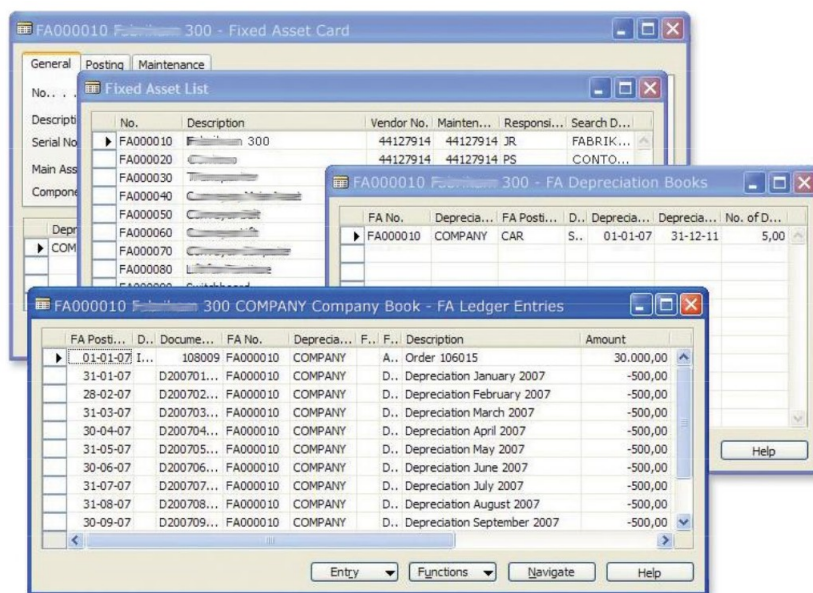 FA000010 300 - Fixed Asset Card
General Posting Maintenance
No.. . .
Descripti
Serial No
Main Ass
Compone
Depr
COM
Fixed Asset List
No. Description Vendor No. Mainten... Responsi... Search D...
FA000010 300 44127914 44127914 JR FABRIK...
FA000020 44127914 44127914 PS CONTO...
FA000030
FA000040
FA000050
FA000060
FA000070
FA000080
FA000010 300 - FA Depreciation Books
FA No. Deprecia... FA Posti... D.. Deprecia... Deprecia... No. of D...
FA000010 COMPANY CAR S.. 01-01-07 31-12-11 5,00
Help
FA000010 300 COMPANY Company Book - FA Ledger Entries
FA Posti... D.. Docume... FA No. Deprecia... F.. F.. Description Amount
01-01-07 I... 108009 FA000010 COMPANY A.. Order 106015 30.000,00
31-01-07 D200701... FA000010 COMPANY D.. Depreciation January 2007 -500,00
28-02-07 D200702... FA000010 COMPANY D.. Depreciation February 2007 -500,00
31-03-07 D200703... FA000010 COMPANY D.. Depreciation March 2007 -500,00
30-04-07 D200704... FA000010 COMPANY D.. Depreciation April 2007 -500,00
31-05-07 D200705... FA000010 COMPANY D.. Depreciation May 2007 -500,00
30-06-07 D200706... FA000010 COMPANY D.. Depreciation June 2007 -500,00
31-07-07 D200707... FA000010 COMPANY D.. Depreciation July 2007 -500,00
31-08-07 D200708... FA000010 COMPANY D.. Depreciation August 2007 -500,00
30-09-07 D200709... FA000010 COMPANY D.. Depreciation September 2007 -500,00
Entry Functions Navigate Help